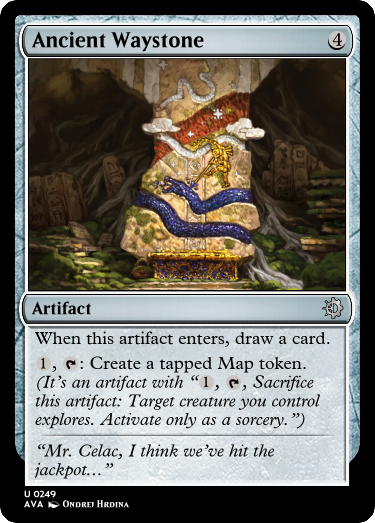 Ancient Waystone 4
Artifact
When this artifact enters, draw a card.
1, : Create a tapped Map token.
(It's an artifact with “1, , Sacrifice
this artifact: Target creature you control
explores. Activate only as a sorcery.”)
“Mr. Celac, I think we've hit the
jackpot…”
U 0249
AVA Ondrej Hrdina